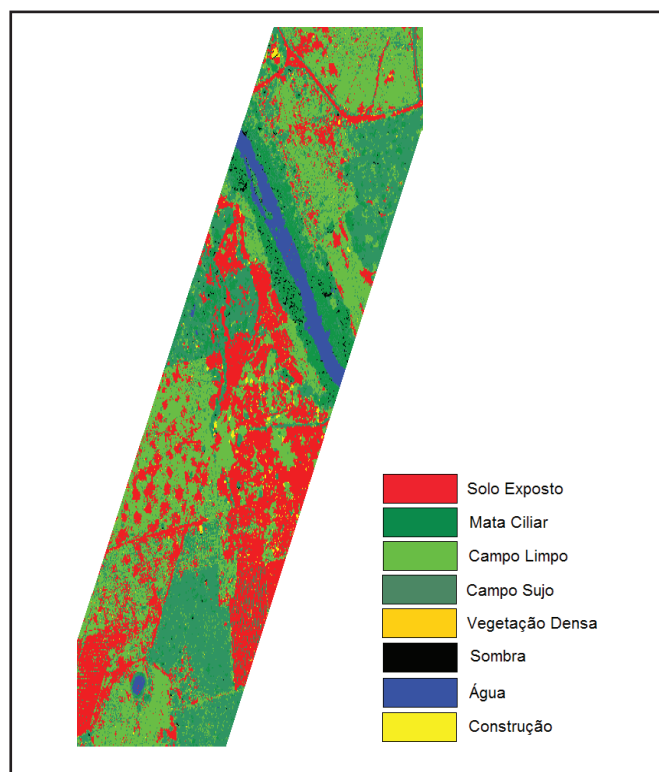 Solo Exposto
Mata Ciliar
Campo Limpo
Campo Sujo
Vegetação Densa
Sombra
Água
Construção